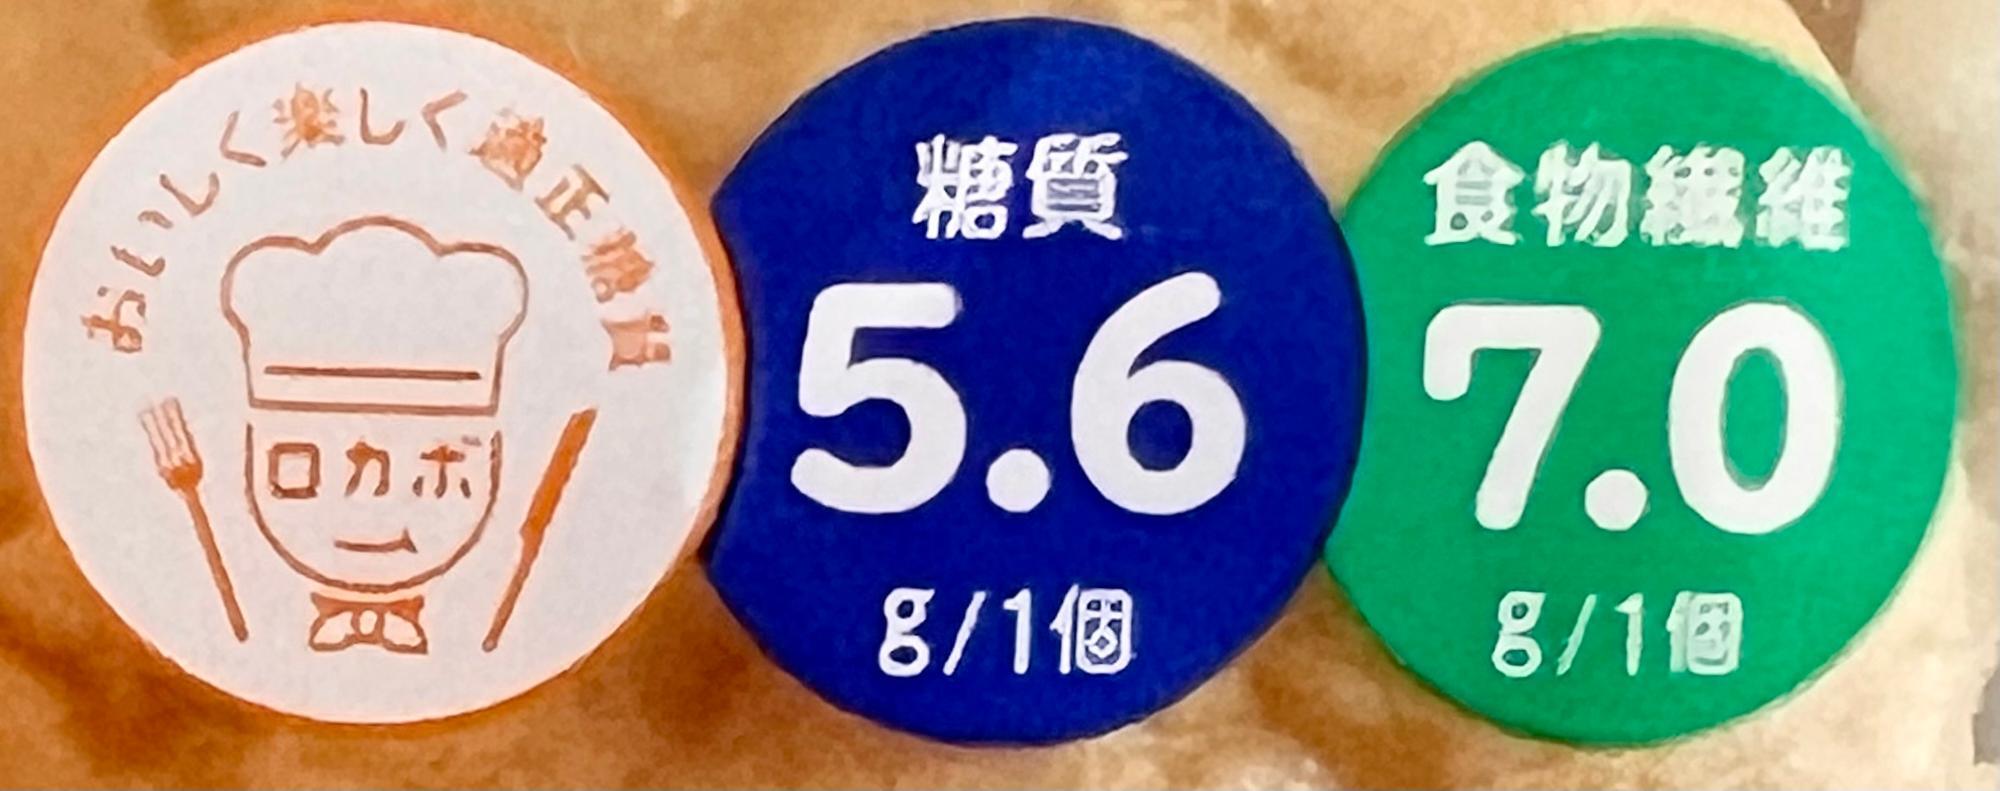 おいしく楽しく適正糖質
ロカボ
糖質
5.6
g/1個
食物繊維
7.0
g/1個